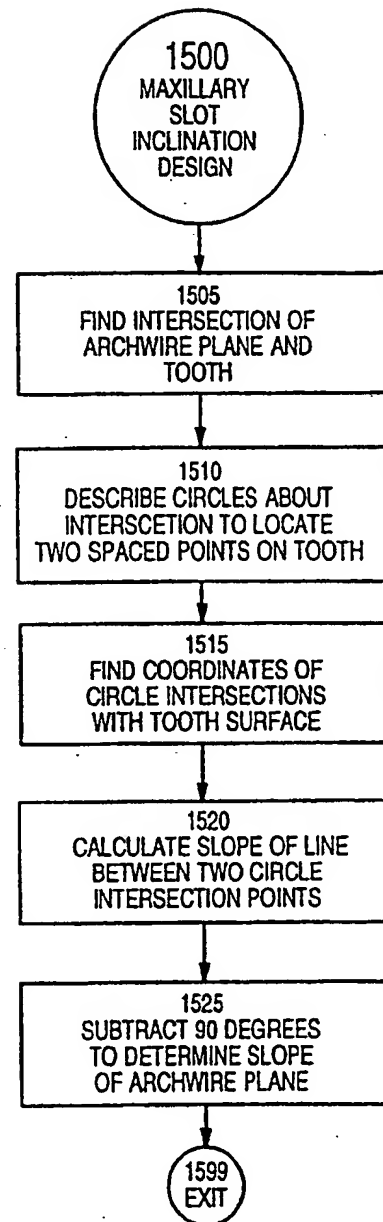 1500
MAXILLARY
SLOT
INCLINATION
DESIGN
1505
FIND INTERSECTION OF
ARCHWIRE PLANE AND
TOOTH
1510
DESCRIBE CIRCLES ABOUT
INTERSCETION TO LOCATE
TWO SPACED POINTS ON TOOTH
1515
FIND COORDINATES OF
CIRCLE INTERSECTIONS
WITH TOOTH SURFACE
1520
CALCULATE SLOPE OF LINE
BETWEEN TWO CIRCLE
INTERSECTION POINTS
1525
SUBTRACT 90 DEGREES
TO DETERMINE SLOPE
OF ARCHWIRE PLANE
1599
EXIT